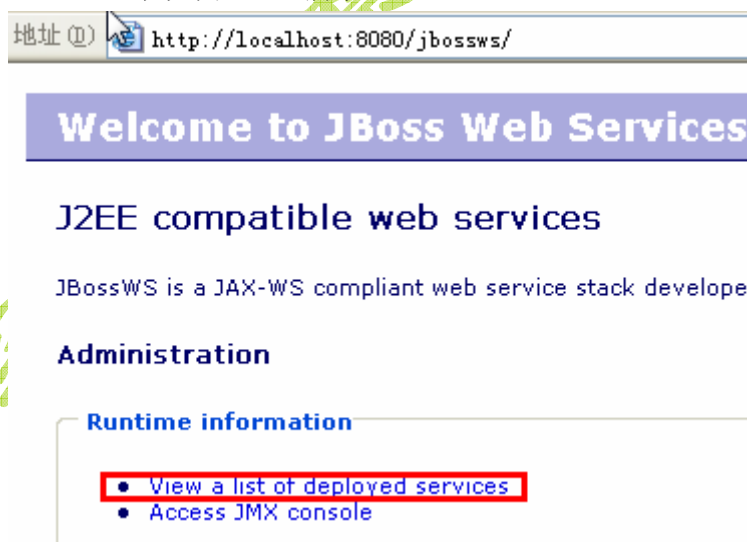 地址(D) http://localhost:8080/jbossws/
Welcome to JBoss Web Services
J2EE compatible web services
JBossWS is a JAX-WS compliant web service stack develope
Administration
Runtime information
• View a list of deployed services
• Access JMX console